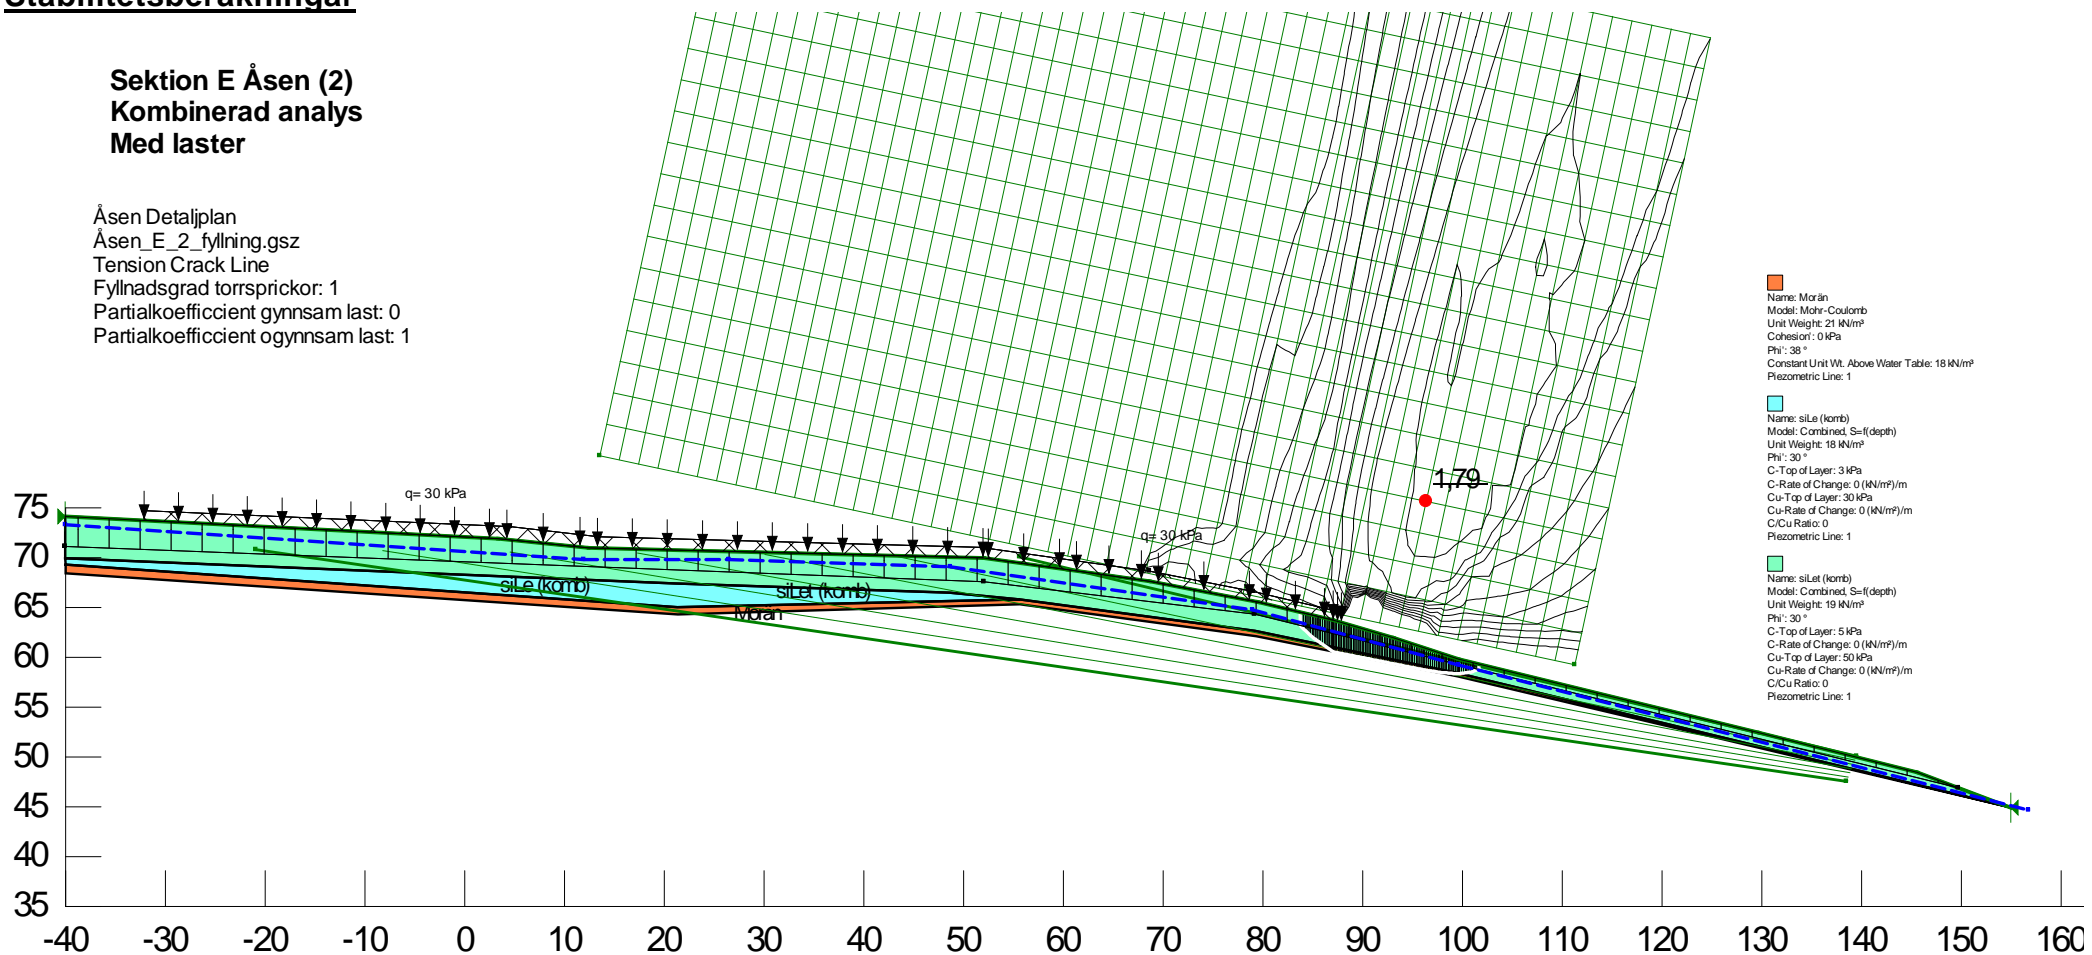 Stabilitetsberäkningar
Sektion E Åsen (2)
Kombinerad analys
Med laster
Åsen Detaljplan
Åsen_E_2_fyllning.gsz
Tension Crack Line
Fyllnadsgrad torrsprickor: 1
Partialkoefficcient gynnsam last: 0
Partialkoefficcient ogynnsam last: 1
Name: Morän
Model: Mohr-Coulomb
Unit Weight: 21 kN/m³
Cohesion': 0 kPa
Phi': 38 °
Constant Unit Wt. Above Water Table: 18 kN/m³
Piezometric Line: 1
Name: siLe (komb)
Model: Combined, S=f(depth)
Unit Weight: 18 kN/m³
Phi': 30 °
C-Top of Layer: 3 kPa
C-Rate of Change: 0 (kN/m²)/m
Cu-Top of Layer: 30 kPa
Cu-Rate of Change: 0 (kN/m²)/m
C/Cu Ratio: 0
Piezometric Line: 1
Name: siLet (komb)
Model: Combined, S=f(depth)
Unit Weight: 19 kN/m³
Phi': 30 °
C-Top of Layer: 5 kPa
C-Rate of Change: 0 (kN/m²)/m
Cu-Top of Layer: 50 kPa
Cu-Rate of Change: 0 (kN/m²)/m
C/Cu Ratio: 0
Piezometric Line: 1
1,79
q= 30 kPa
q= 30 kPa
siLe (komb)
siLet (komb)
Morän
75
70
65
60
55
50
45
40
35
-40 -30 -20 -10 0 10 20 30 40 50 60 70 80 90 100 110 120 130 140 150 160